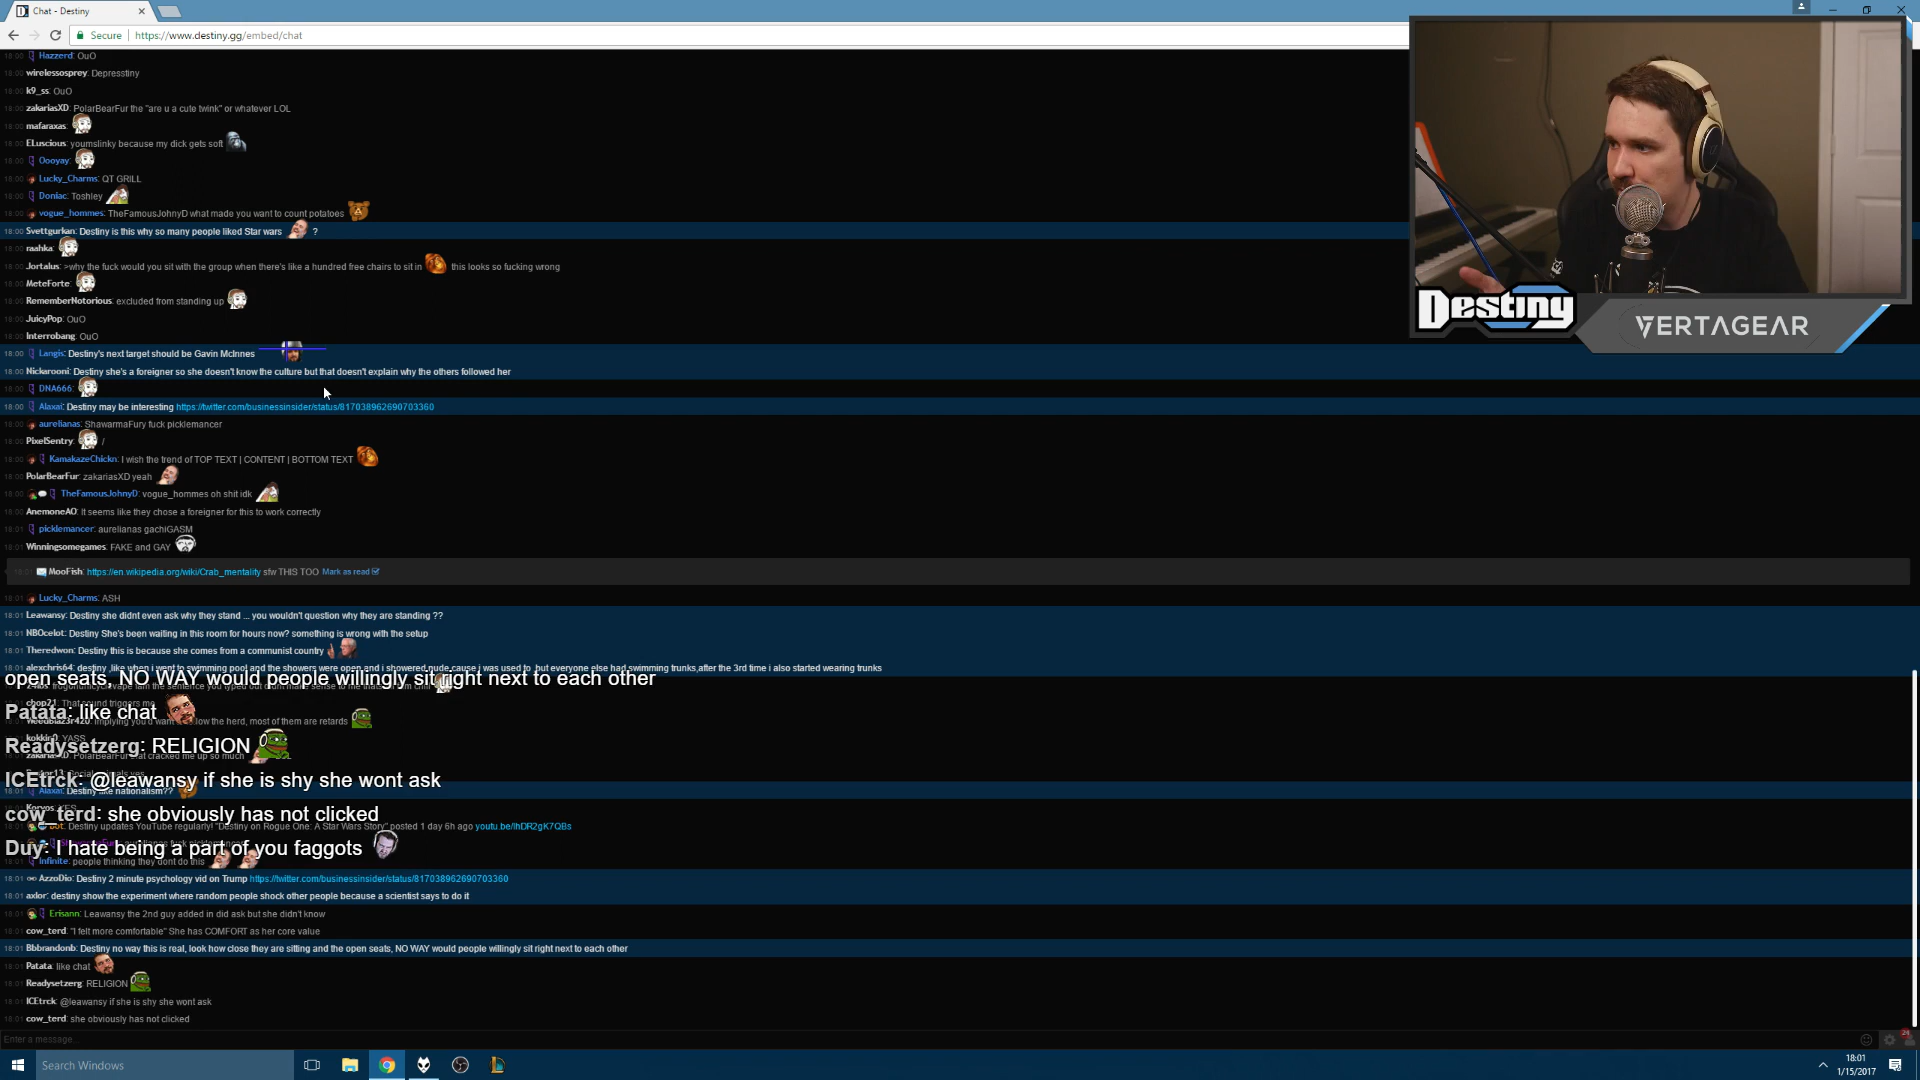 Chat - Destiny
Secure
https://www.destiny.gg/embed/chat
18:00 Hazzerd: OuO
18:00 wirelessosprey: Depresstiny
18:00 k9_ss: OuO
18:00 zakariasXD: PolarBearFur the "are u a cute twink" or whatever LOL
18:00 mafaraxas:
18:00 ELuscious: youmslinky because my dick gets soft
18:00 Oooyay:
18:00 Lucky_Charms: QT GRILL
18:00 Doniac: Toshley
18:00 vogue_hommes: TheFamousJohnyD what made you want to count potatoes
18:00 Svettgurkan: Destiny is this why so many people liked Star wars ?
18:00 raahka:
18:00 Jortalus: >why the fuck would you sit with the group when there's like a hundred free chairs to sit in this looks so fucking wrong
18:00 MeteForte:
18:00 RememberNotorious: excluded from standing up
18:00 JuicyPop: OuO
18:00 Interrobang: OuO
18:00 Langis: Destiny's next target should be Gavin McInnes
18:00 Nickarooni: Destiny she's a foreigner so she doesn't know the culture but that doesn't explain why the others followed her
18:00 DNA666:
18:00 Alaxai: Destiny may be interesting https://twitter.com/businessinsider/status/817038962690703360
18:00 aurelianas: ShawarmaFury fuck picklemancer
18:00 PixelSentry: /
18:00 KamakazeChickn: I wish the trend of TOP TEXT | CONTENT | BOTTOM TEXT
18:00 PolarBearFur: zakariasXD yeah
18:00 TheFamousJohnyD: vogue_hommes oh shit idk
18:00 AnemoneAO: It seems like they chose a foreigner for this to work correctly
18:01 picklemancer: aurelianas gachiGASM
18:01 Winningsomegames: FAKE and GAY
MooFish: https://en.wikipedia.org/wiki/Crab_mentality sfw THIS TOO Mark as read
18:01 Lucky_Charms: ASH
18:01 Leawansy: Destiny she didnt even ask why they stand ... you wouldn't question why they are standing ??
18:01 NBOcelot: Destiny She's been waiting in this room for hours now? something is wrong with the setup
18:01 Theredwon: Destiny this is because she comes from a communist country
18:01 alexchris64: destiny ,like when i went to swimming pool and the showers were open and i showered nude cause i was used to ,but everyone else had swimming trunks,after the 3rd time i also started wearing trunks
open seats, NO WAY would people willingly sit right next to each other
Patata: like chat
Readysetzerg: RELIGION
ICEtrck: @leawansy if she is shy she wont ask
18:01 Alaxai: Destiny like nationalism??
cow_terd: she obviously has not clicked
Bot: Destiny updates YouTube regularly! "Destiny on Rogue One: A Star Wars Story" posted 1 day 6h ago youtu.be/lhDR2gK7QBs
Duy: I hate being a part of you faggots
18:01 Infinite: people thinking they dont do this
18:01 AzzoDio: Destiny 2 minute psychology vid on Trump https://twitter.com/businessinsider/status/817038962690703360
18:01 axlor: destiny show the experiment where random people shock other people because a scientist says to do it
18:01 Erisann: Leawansy the 2nd guy added in did ask but she didn't know
18:01 cow_terd: "I felt more comfortable" She has COMFORT as her core value
18:01 Bbbrandonb: Destiny no way this is real, look how close they are sitting and the open seats, NO WAY would people willingly sit right next to each other
18:01 Patata: like chat
18:01 Readysetzerg: RELIGION
18:01 ICEtrck: @leawansy if she is shy she wont ask
18:01 cow_terd: she obviously has not clicked
Enter a message...
Search Windows
18:01
1/15/2017
Destiny
VERTAGEAR